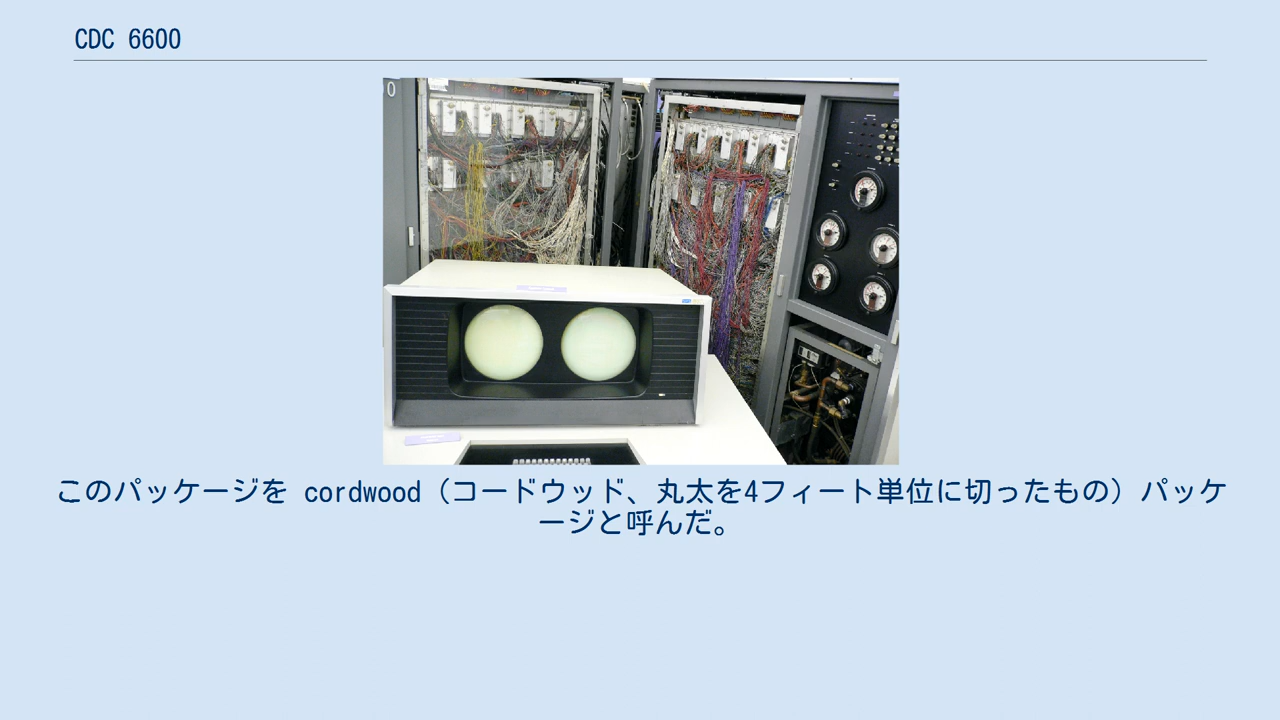 CDC 6600
0
このパッケージを cordwood（コードウッド、丸太を4フィート単位に切ったもの）パッケ
ージと呼んだ。